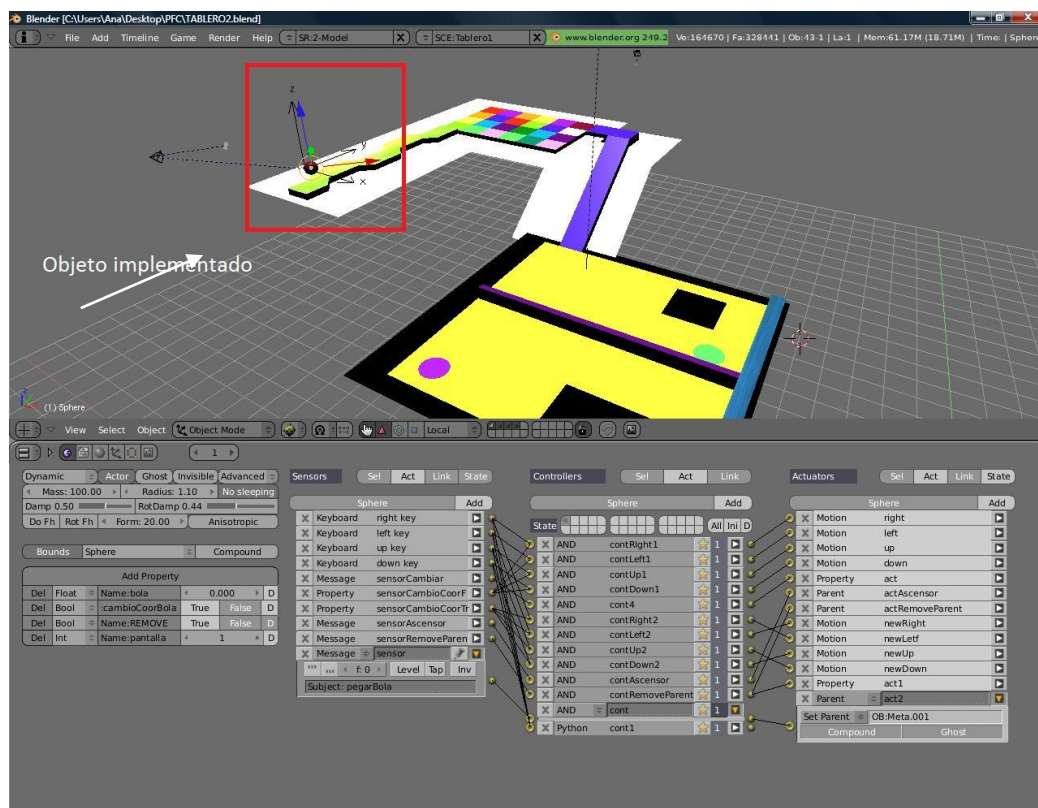 Blender [C:\Users\Ana\Desktop\PFC\TABLERO2.blend]
File Add Timeline Game Render Help SR:2-Model X SCE:Tablero1 X www.blender.org 249.2 Ve:164670 | Fa:328441 | Ob:43-1 | La:1 | Mem:61.17M (18.71M) | Time: | Sphere
z
y
x
Objeto implementado
(1) Sphere
View Select Object Object Mode Local
1
Dynamic Actor Ghost Invisible Advanced
Mass: 100.00 Radius: 1.10 No sleeping
Damp 0.50 RotDamp 0.44
Do Fh Rot Fh Form: 20.00 Anisotropic
Bounds Sphere Compound
Add Property
Del Float Name:bola 0.000 D
Del Bool :cambioCoorBola True False D
Del Bool Name:REMOVE True False D
Del Int Name:pantalla 1 D
Sensors Sel Act Link State
Sphere Add
X Keyboard right key
X Keyboard left key
X Keyboard up key
X Keyboard down key
X Message sensorCambiar
X Property sensorCambioCoorF
X Property sensorCambioCoorTr
X Message sensorAscensor
X Message sensorRemoveParen
X Message sensor
f: 0 Level Tap Inv
Subject: pegarBola
Controllers Sel Act Link
Sphere Add
State All Ini D
X AND contRIght1 1
X AND contLeft1 1
X AND contUp1 1
X AND contDown1 1
X AND cont4 1
X AND contRight2 1
X AND contLeft2 1
X AND contUp2 1
X AND contDown2 1
X AND contAscensor 1
X AND contRemoveParent 1
X AND cont 1
X Python cont1 1
Actuators Sel Act Link State
Sphere Add
X Motion right
X Motion left
X Motion up
X Motion down
X Property act
X Parent actAscensor
X Parent actRemoveParent
X Motion newRight
X Motion newLetf
X Motion newUp
X Motion newDown
X Property act1
X Parent act2
Set Parent OB:Meta.001
Compound Ghost